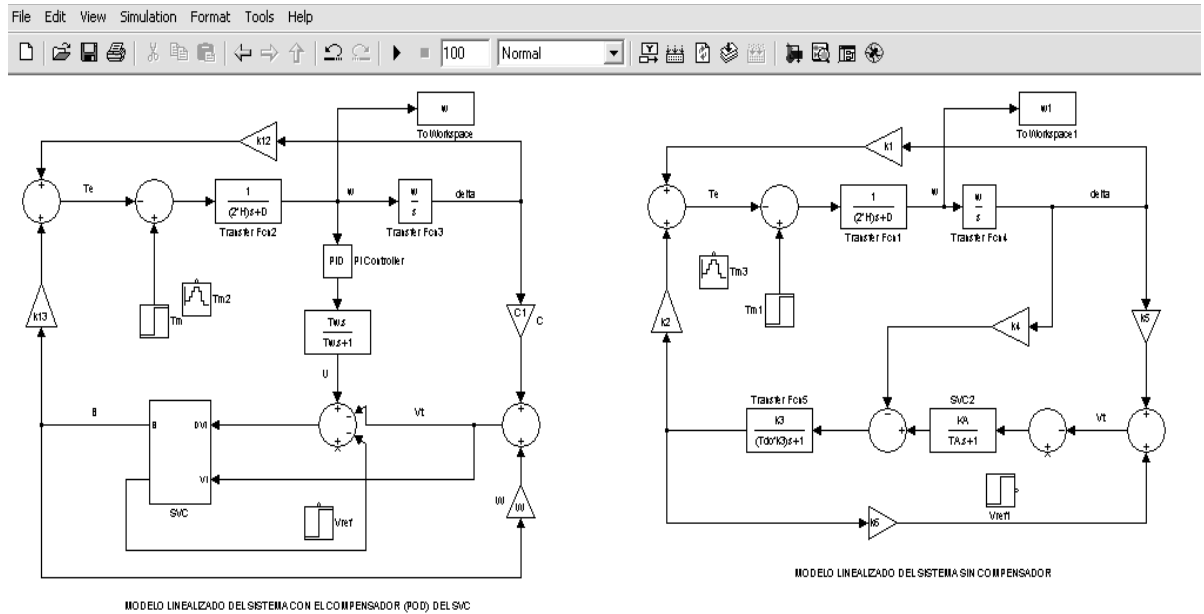 File Edit View Simulation Format Tools Help
100 Normal
w
To Workspace
k12
Te
1
(2*H)s+D
Transfer Fcn2
w
w
s
Transfer Fcn3
delta
PID
PI Controller
Tm2
Tm
k13
Tw.s
Tw.s+1
U
C1
C
B
B
DVI
VI
SVC
Vt
Vref
W
W
MODELO LINEALIZADO DEL SISTEMA CON EL COMPENSADOR (POD) DEL SVC
w1
To Workspace1
k1
Te
1
(2*H)s+D
Transfer Fcn1
w
w
s
Transfer Fcn4
delta
Tm3
Tm1
k2
k4
k5
Transfer Fcn5
k3
(Tdo*k3)s+1
SVC2
KA
TA.s+1
Vt
Vref1
k6
MODELO LINEALIZADO DEL SISTEMA SIN COMPENSADOR